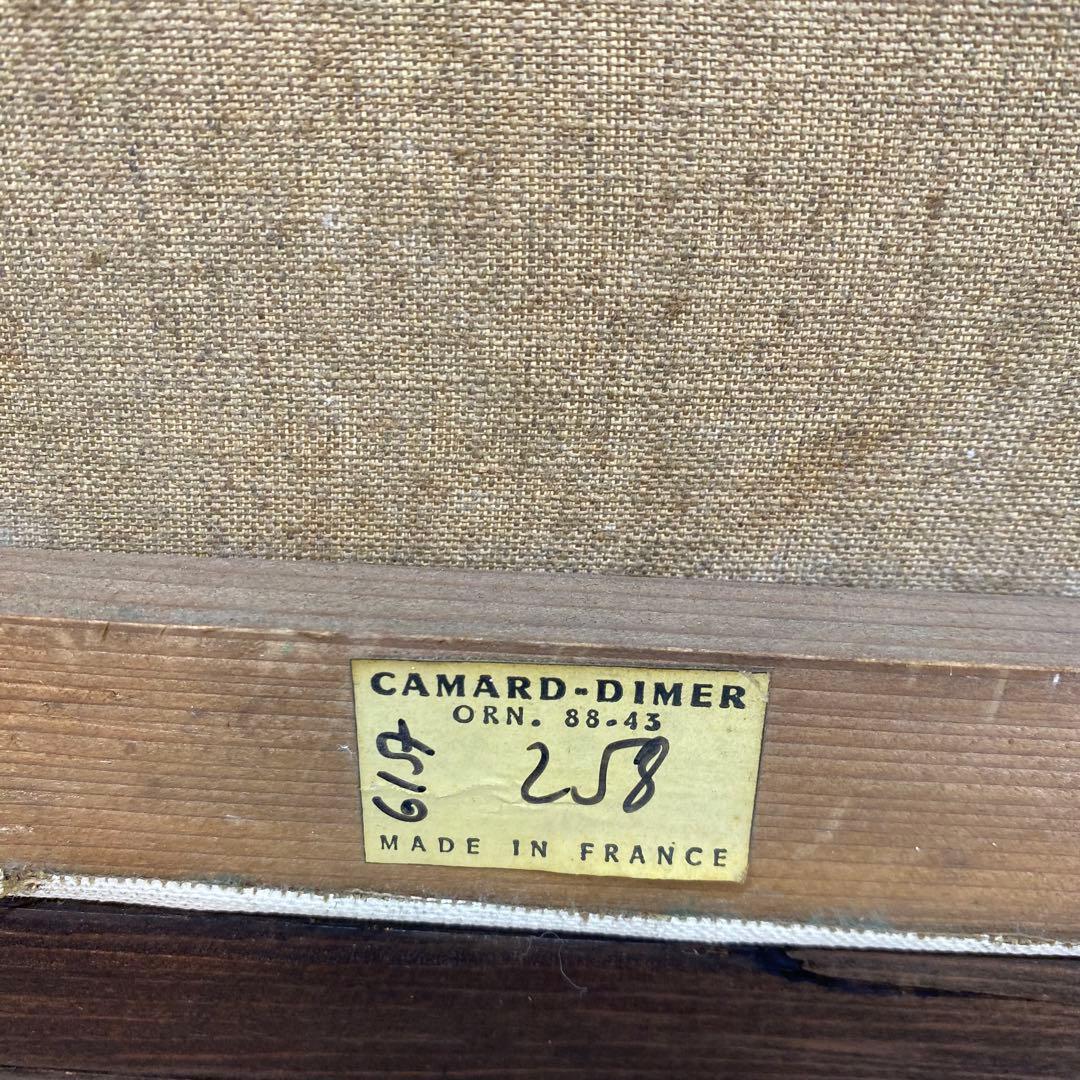 CAMARD-DIMER
ORN. 88-43
6157
258
MADE IN FRANCE